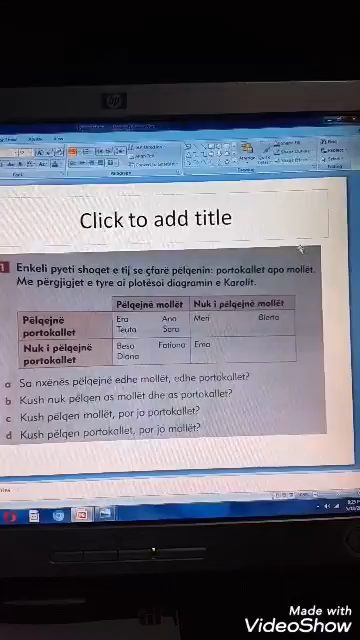 hp
Click to add title
1 Enkeli pyeti shoqet e tij se çfarë pëlqenin: portokallet apo mollët.
Me përgjigjet e tyre ai plotësoi diagramin e Karolit.
Pëlqejnë mollët Nuk i pëlqejnë mollët
Pëlqejnë portokallet
Era Ana
Teuta Sara
Meri Blerta
Nuk i pëlqejnë portokallet
Besa Fationa
Diana
Ema
a Sa nxënës pëlqejnë edhe mollët, edhe portokallet?
b Kush nuk pëlqen as mollët dhe as portokallet?
c Kush pëlqen mollët, por jo portokallet?
d Kush pëlqen portokallet, por jo mollët?
Made with
VideoShow